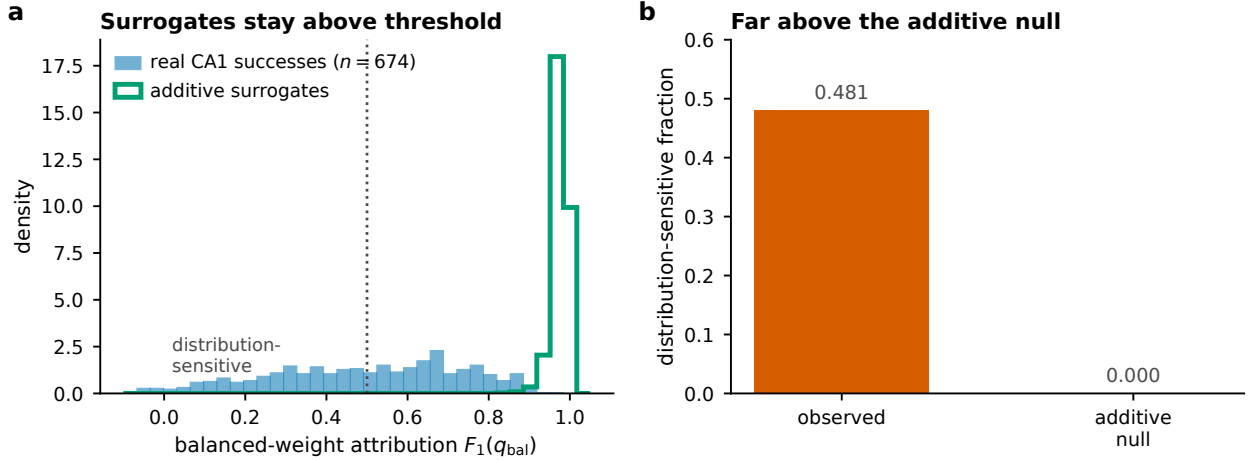 a
Surrogates stay above threshold
real CA1 successes (n = 674)
additive surrogates
17.5
15.0
12.5
10.0
7.5
5.0
2.5
0.0
density
distribution-
sensitive
0.0 0.2 0.4 0.6 0.8 1.0
balanced-weight attribution F₁(q_bal)
b
Far above the additive null
0.6
0.5
0.4
0.3
0.2
0.1
0.0
distribution-sensitive fraction
0.481
0.000
observed
additive
null